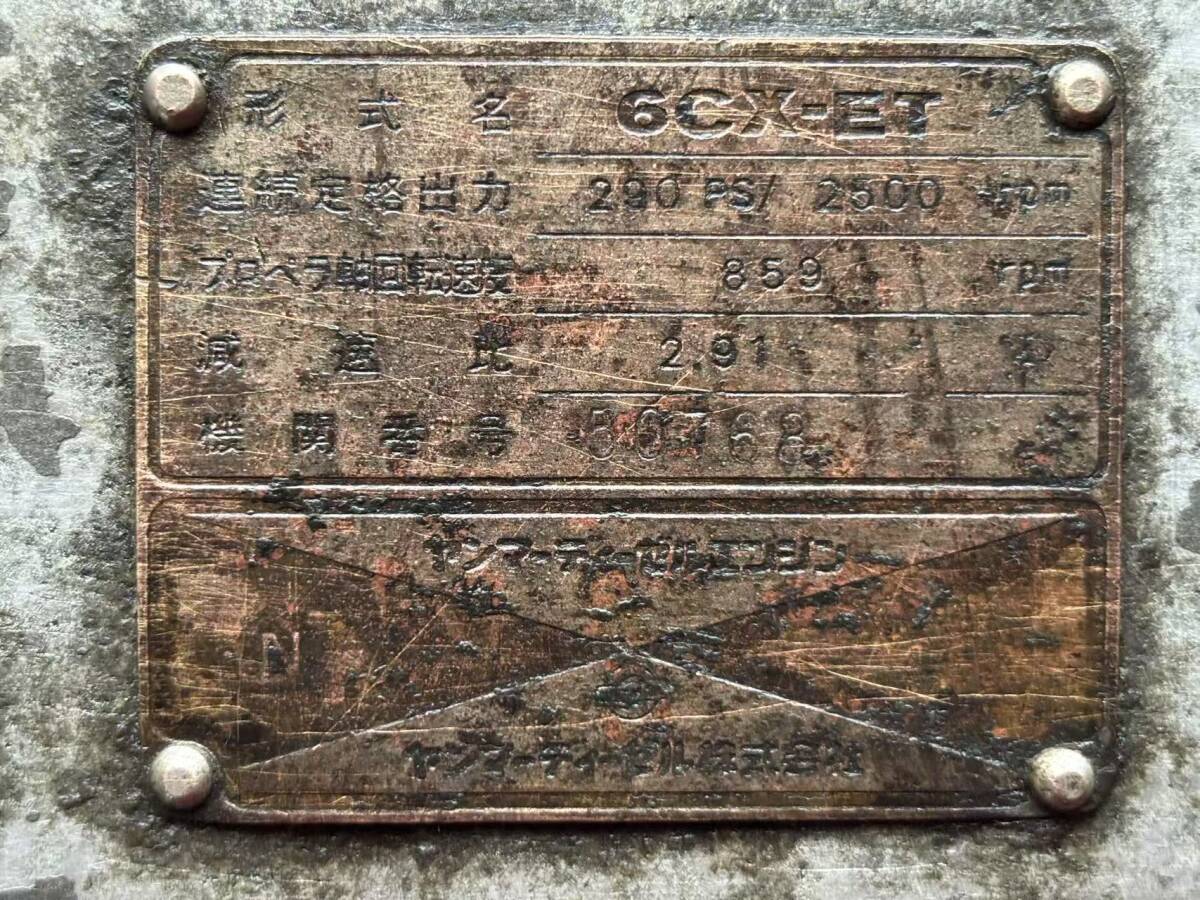 形式名 6CX-ET
連続定格出力 290 PS/ 2500 rpm
プロペラ軸回転速度 859 rpm
減速比 2.91
機関番号
ヤンマーディーゼルエンジン
N
ヤンマーディーゼル株式会社